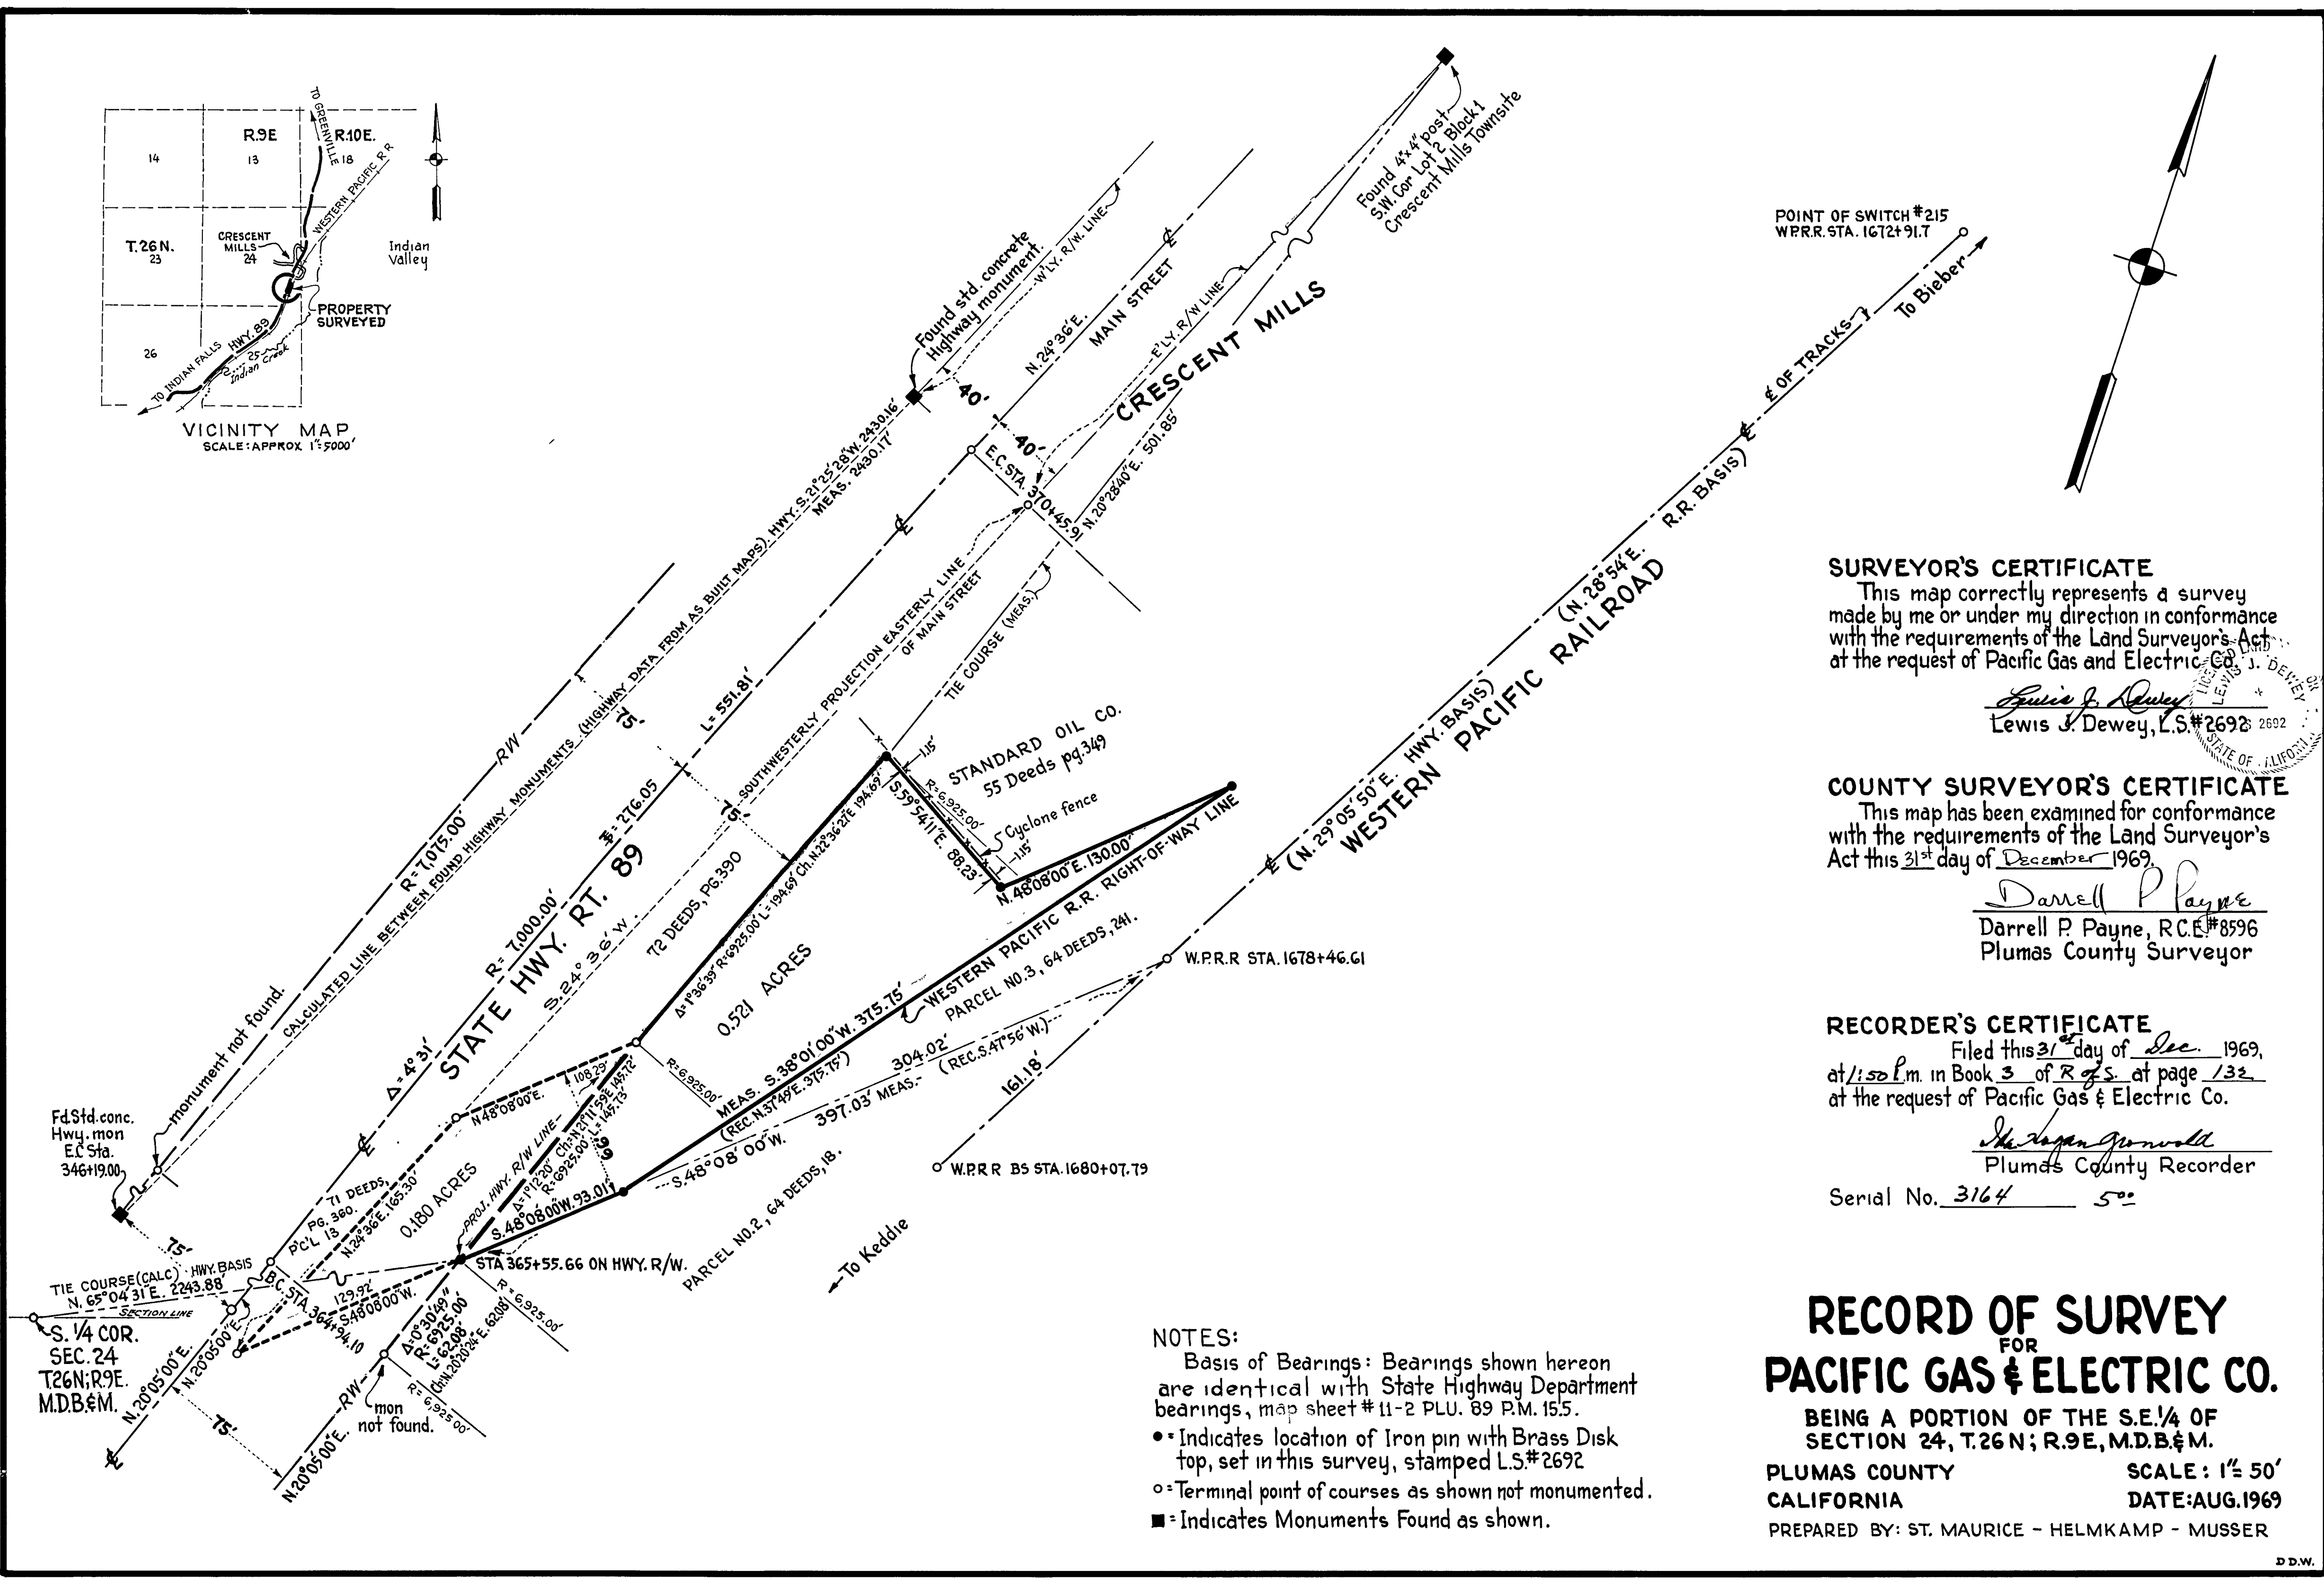 TO GREENVILLE
R.9E
R.10E.
14
13
18
WESTERN PACIFIC R R
T.26 N.
23
CRESCENT
MILLS
24
Indian
Valley
PROPERTY
SURVEYED
26
25
HWY. 89
Indian Creek
TO INDIAN FALLS
VICINITY MAP
SCALE: APPROX 1"=5000'
Found 4"x4" post
S.W. Cor Lot 2 Block 1
Crescent Mills Townsite
Found std. concrete
Highway monument.
W'LY. R/W. LINE
N. 24°36'E.
MAIN STREET
E'LY. R/W LINE
CRESCENT MILLS
40'
40'
E.C. STA. 370+45.91
N. 20°28'40"E. 501.85'
POINT OF SWITCH #215
W.P.R.R. STA. 1672+91.7
To Bieber
℄ OF TRACKS
CALCULATED LINE BETWEEN FOUND HIGHWAY MONUMENTS (HIGHWAY DATA FROM AS BUILT MAPS). HWY. S. 21°25'28"W. 2430.16'
MEAS. 2430.17'
RW
R= 7,075.00'
75'
L= 551.81'
75'
SOUTHWESTERLY PROJECTION EASTERLY LINE
OF MAIN STREET
TIE COURSE (MEAS.)
STANDARD OIL CO.
55 Deeds pg.349
1.15'
R=6,925.00'
S.59°54'11"E. 88.23'
Cyclone fence
1.15'
N. 48°08'00"E. 130.00'
(N. 29°05'50"E. HWY. BASIS)
(N. 28°54'E. R.R. BASIS)
WESTERN PACIFIC RAILROAD
T= 276.05
R= 7,000.00'
STATE HWY. RT. 89
Δ= 4°31'
S. 24° 36' W.
72 DEEDS, PG.390
Δ=1°36'39" R=6925.00' L=194.69' Ch. N.22°36'27"E 194.69'
0.521 ACRES
WESTERN PACIFIC R.R. RIGHT-OF-WAY LINE
PARCEL NO.3, 64 DEEDS, 241.
MEAS. S. 38°01'00"W. 375.75'
(REC. N.37°49'E. 375.75')
304.02'
S.48°08'00"W. 397.03' MEAS.- (REC. S.47°56'W.)
W.P.R.R STA. 1678+46.61
161.18'
W.P.R R BS STA. 1680+07.79
To Keddie
PARCEL NO.2, 64 DEEDS, 18.
monument not found.
Fd.Std.conc.
Hwy. mon
E.C Sta.
346+19.00
75'
N 48°08'00"E.
108.29'
R=6,925.00'
PROJ. HWY. R/W LINE
Δ=1°12'20" Ch=N 21°11'59"E 145.72'
R=6925.00' L=145.73'
9.9
S.48°08'00"W. 93.01'
71 DEEDS,
PG. 360.
P'C'L 13
N.24°36'E. 165.30'
0.180 ACRES
STA 365+55.66 ON HWY. R/W.
TIE COURSE (CALC) HWY. BASIS
N. 65°04'31"E. 2243.88'
SECTION LINE
B.C. STA. 364+94.10
129.92'
S.48°08'00"W.
S. 1/4 COR.
SEC. 24
T.26N; R.9E.
M.D.B.&M.
N. 20°05'00"E.
N. 20°05'00"E.
75'
RW
N. 20°05'00"E.
Δ=0°30'49"
R=6925.00'
L=62.08'
Ch.N.20°20'24"E. 62.08'
R=6,925.00'
R=6,925 00'
mon
not found.
NOTES:
Basis of Bearings: Bearings shown hereon
are identical with State Highway Department
bearings, map sheet # 11-2 PLU. 89 P.M. 15.5.
● = Indicates location of Iron pin with Brass Disk
top, set in this survey, stamped L.S.#2692
○ = Terminal point of courses as shown not monumented.
■ = Indicates Monuments Found as shown.
SURVEYOR'S CERTIFICATE
This map correctly represents a survey
made by me or under my direction in conformance
with the requirements of the Land Surveyor's Act
at the request of Pacific Gas and Electric Co.
Lewis J. Dewey
Lewis J. Dewey, L.S.#2692
COUNTY SURVEYOR'S CERTIFICATE
This map has been examined for conformance
with the requirements of the Land Surveyor's
Act this 31st day of December 1969.
Darrell P Payne
Darrell P. Payne, R.C.E.#8596
Plumas County Surveyor
RECORDER'S CERTIFICATE
Filed this 31st day of Dec. 1969,
at 1:50 P.m. in Book 3 of R of S. at page 132
at the request of Pacific Gas & Electric Co.
Plumas County Recorder
Serial No. 3164 5.00
RECORD OF SURVEY
FOR
PACIFIC GAS & ELECTRIC CO.
BEING A PORTION OF THE S.E.1/4 OF
SECTION 24, T.26 N; R.9E, M.D.B.&M.
PLUMAS COUNTY SCALE: 1"= 50'
CALIFORNIA DATE: AUG. 1969
PREPARED BY: ST. MAURICE - HELMKAMP - MUSSER
D D.W.